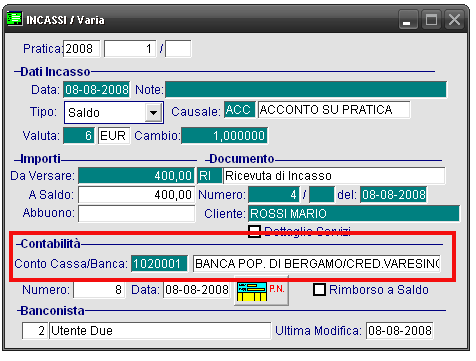 INCASSI / Varia
Pratica: 2008 1 /
Dati Incasso
Data: 08-08-2008 Note:
Tipo: Saldo Causale: ACC ACCONTO SU PRATICA
Valuta: 6 EUR Cambio: 1,000000
Importi Documento
Da Versare: 400,00 RI Ricevuta di Incasso
A Saldo: 400,00 Numero: 4 / del: 08-08-2008
Abbuono: Cliente: ROSSI MARIO
Dettaglio Servizi
Contabilità
Conto Cassa/Banca: 1020001 BANCA POP. DI BERGAMO/CRED.VARESINO
Numero: 8 Data: 08-08-2008 P.N. Rimborso a Saldo
Banconista
2 Utente Due Ultima Modifica: 08-08-2008